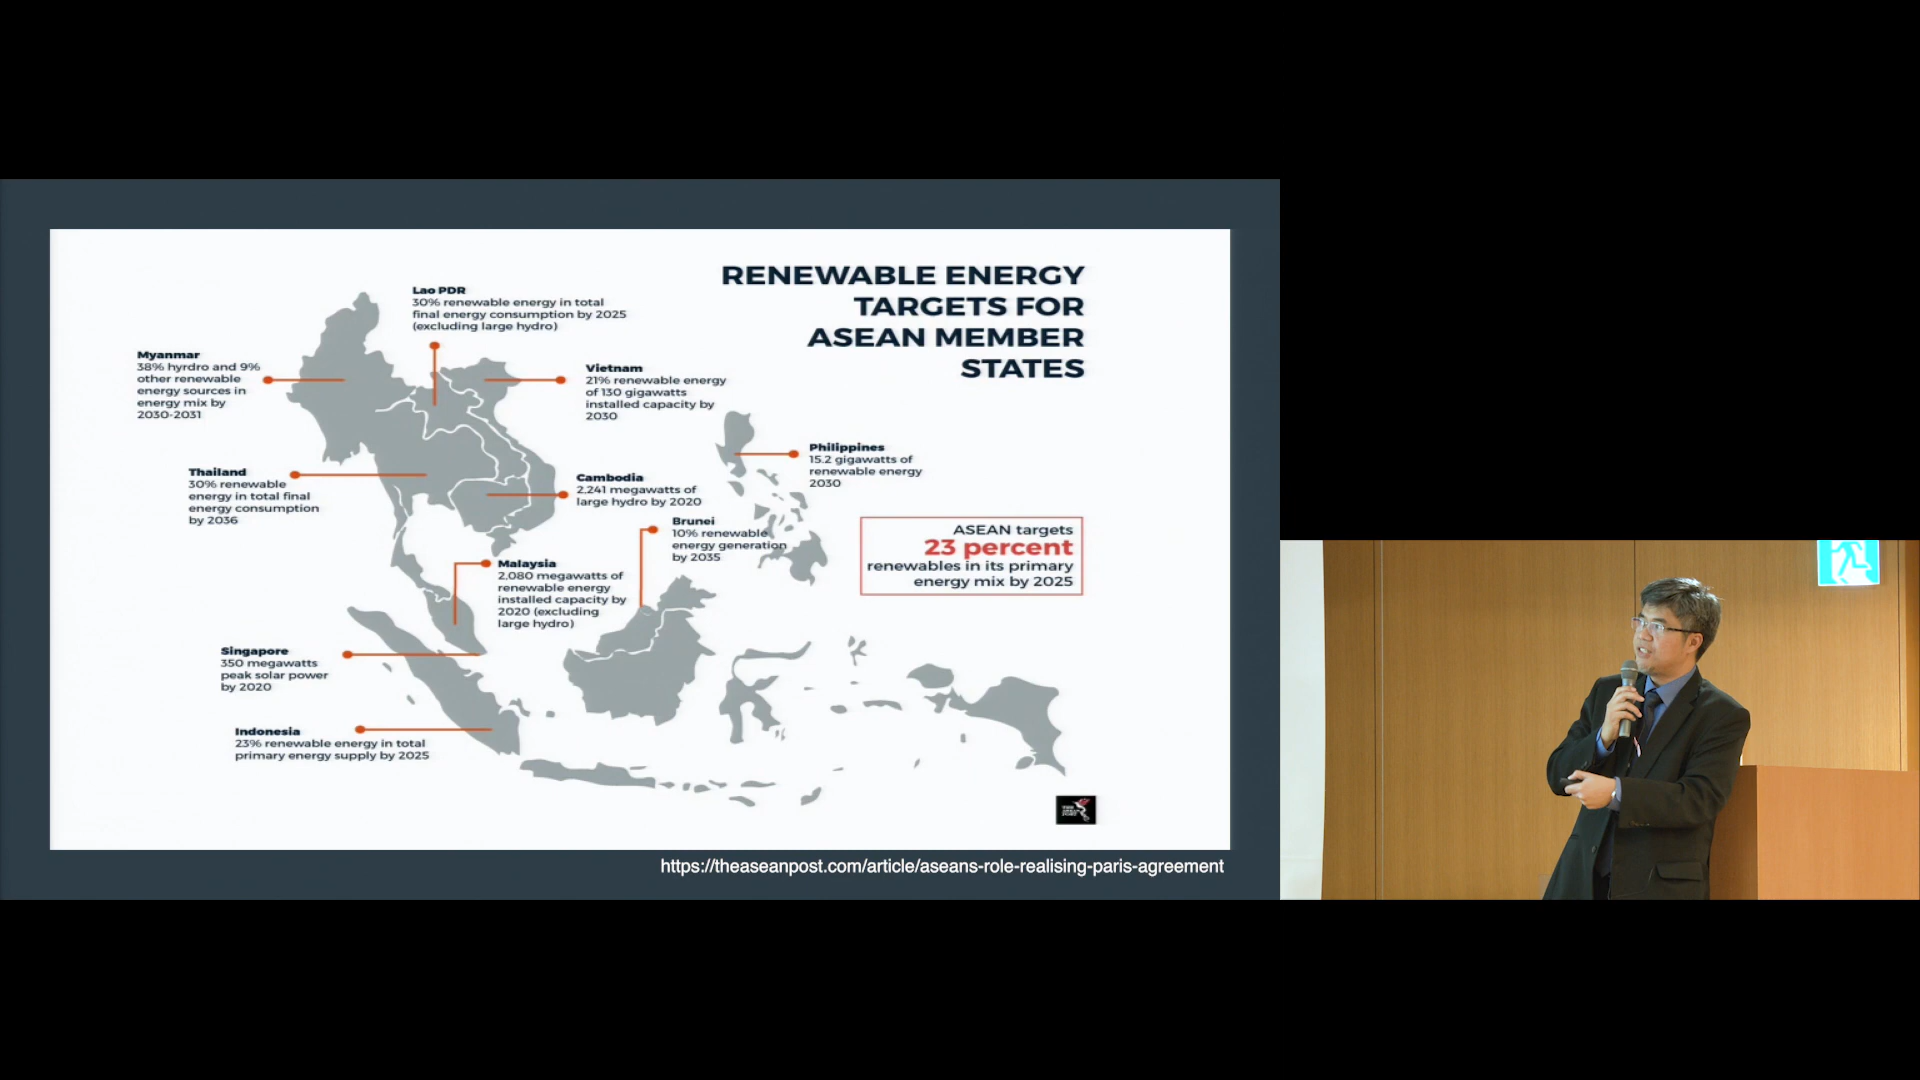 RENEWABLE ENERGY
TARGETS FOR
ASEAN MEMBER
STATES
Lao PDR
30% renewable energy in total
final energy consumption by 2025
(excluding large hydro)
Myanmar
38% hyrdro and 9%
other renewable
energy sources in
energy mix by
2030-2031
Vietnam
21% renewable energy
of 130 gigawatts
installed capacity by
2030
Philippines
15.2 gigawatts of
renewable energy
2030
Thailand
30% renewable
energy in total final
energy consumption
by 2036
Cambodia
2,241 megawatts of
large hydro by 2020
Brunei
10% renewable
energy generation
by 2035
ASEAN targets
23 percent
renewables in its primary
energy mix by 2025
Malaysia
2,080 megawatts of
renewable energy
installed capacity by
2020 (excluding
large hydro)
Singapore
350 megawatts
peak solar power
by 2020
Indonesia
23% renewable energy in total
primary energy supply by 2025
THE
ASEAN
POST
https://theaseanpost.com/article/aseans-role-realising-paris-agreement